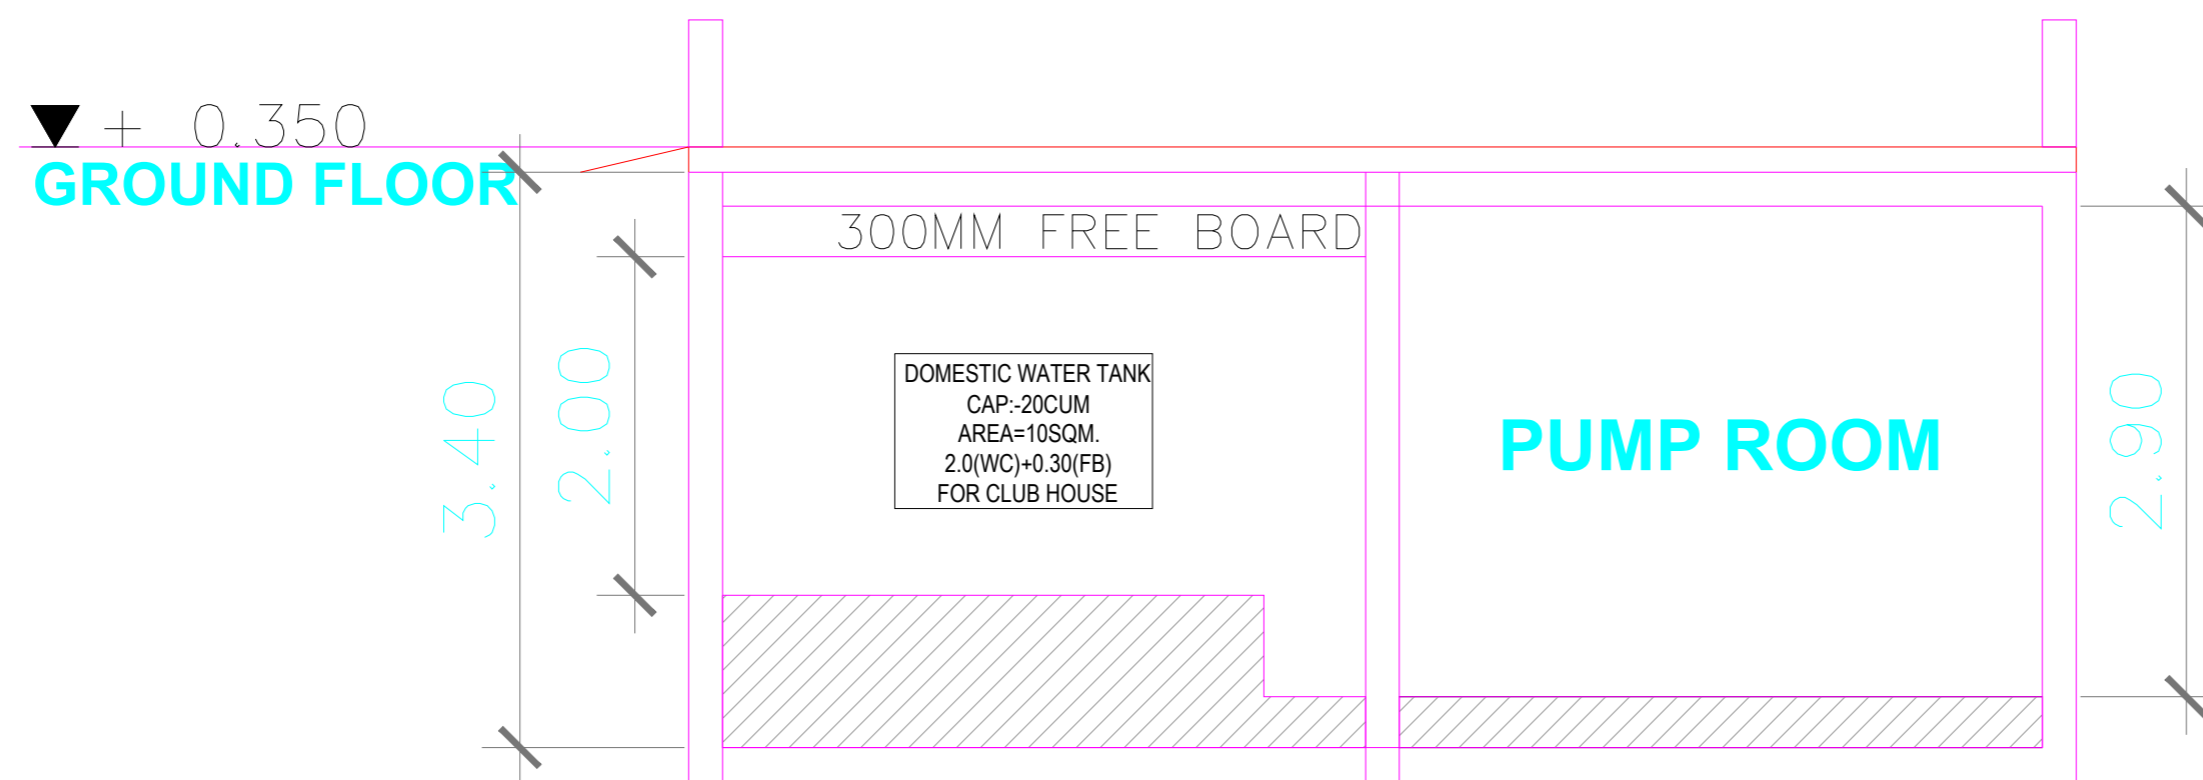 + 0.350
GROUND FLOOR
300MM FREE BOARD
3.40
2.00
DOMESTIC WATER TANK
CAP:-20CUM
AREA=10SQM.
2.0(WC)+0.30(FB)
FOR CLUB HOUSE
PUMP ROOM
2.90